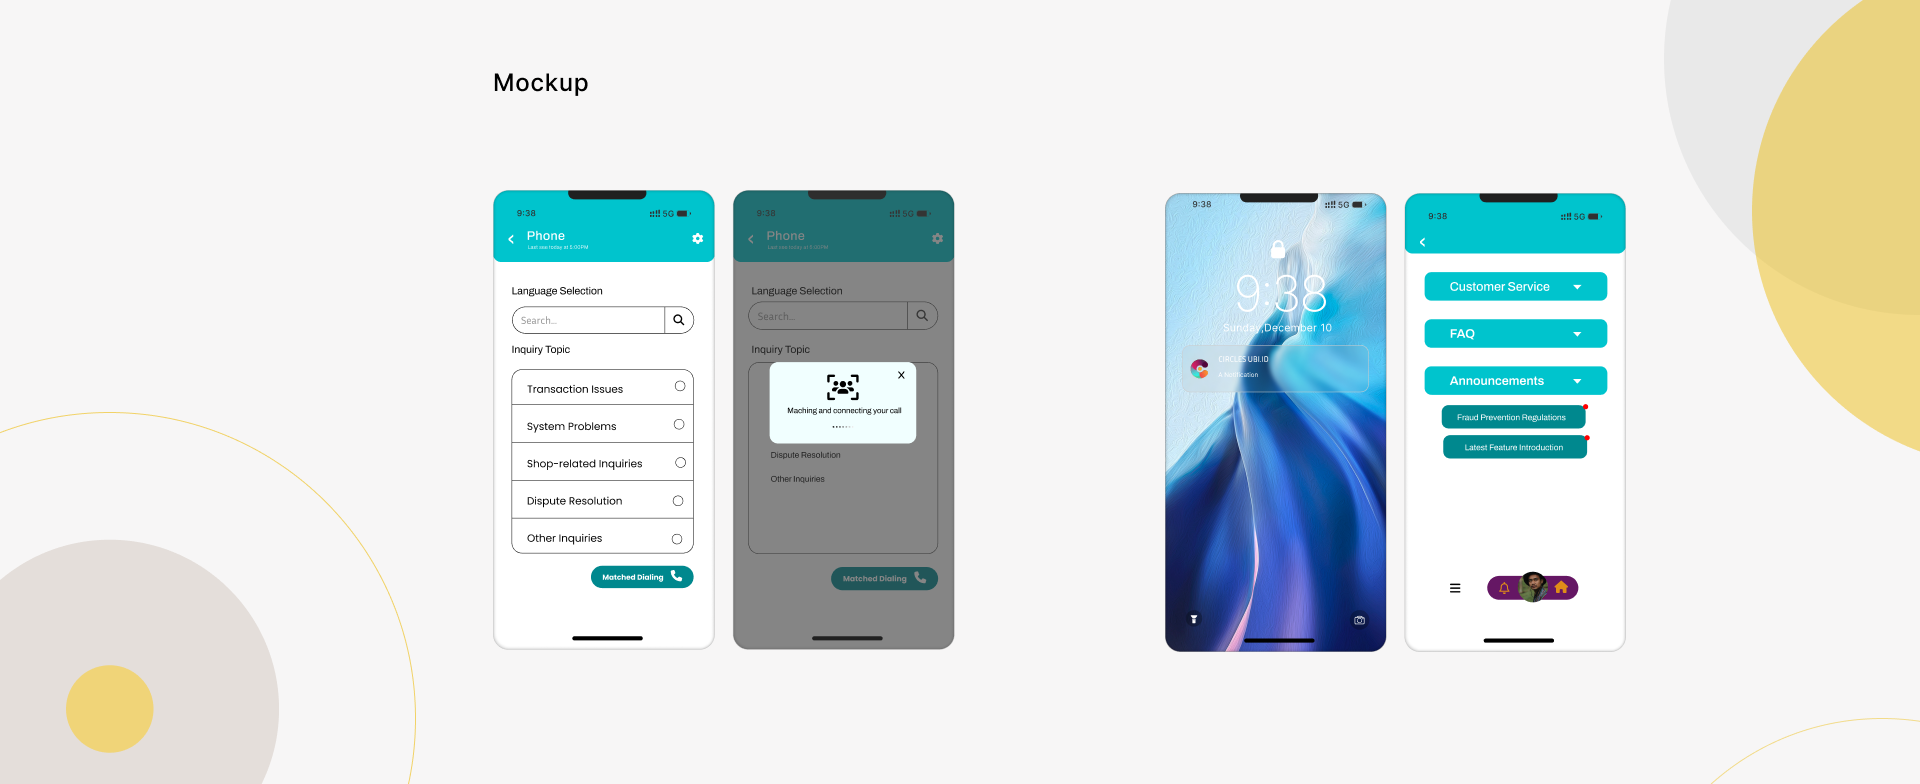 Mockup
9:38
5G
Phone
Last see today at 5:00PM
Language Selection
Search...
Inquiry Topic
Transaction Issues
System Problems
Shop-related Inquiries
Dispute Resolution
Other Inquiries
Matched Dialing
9:38
5G
Phone
Last see today at 5:00PM
Language Selection
Search...
Inquiry Topic
X
Maching and connecting your call
Dispute Resolution
Other Inquiries
Matched Dialing
9:38
5G
9:38
Sunday,December 10
CIRCLES UBI.ID
A Notification
9:38
5G
Customer Service
FAQ
Announcements
Fraud Prevention Regulations
Latest Feature Introduction